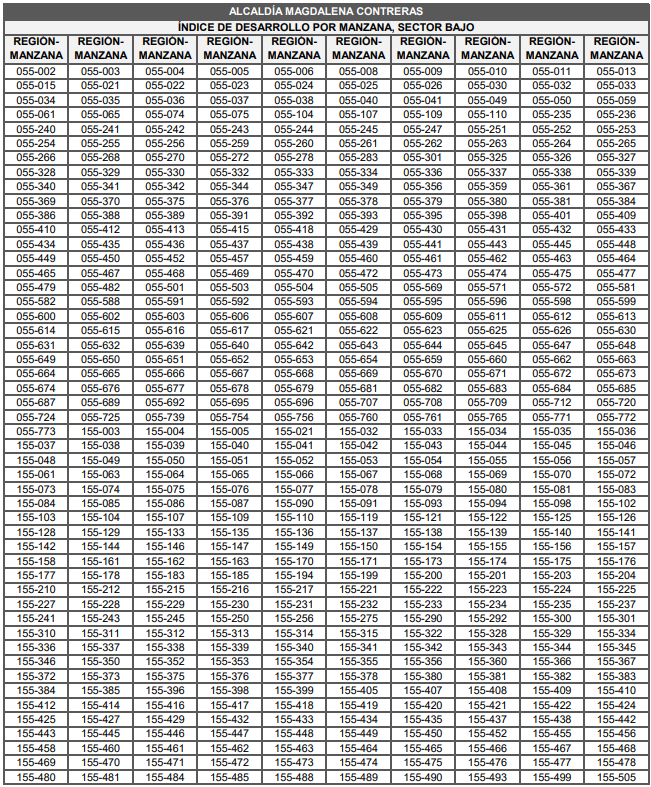 ALCALDÍA MAGDALENA CONTRERAS
ÍNDICE DE DESARROLLO POR MANZANA, SECTOR BAJO
REGIÓN-MANZANA REGIÓN-MANZANA REGIÓN-MANZANA REGIÓN-MANZANA REGIÓN-MANZANA REGIÓN-MANZANA REGIÓN-MANZANA REGIÓN-MANZANA REGIÓN-MANZANA REGIÓN-MANZANA
055-002 055-003 055-004 055-005 055-006 055-008 055-009 055-010 055-011 055-013
055-015 055-021 055-022 055-023 055-024 055-025 055-026 055-030 055-032 055-033
055-034 055-035 055-036 055-037 055-038 055-040 055-041 055-049 055-050 055-059
055-061 055-065 055-074 055-075 055-104 055-107 055-109 055-110 055-235 055-236
055-240 055-241 055-242 055-243 055-244 055-245 055-247 055-251 055-252 055-253
055-254 055-255 055-256 055-259 055-260 055-261 055-262 055-263 055-264 055-265
055-266 055-268 055-270 055-272 055-278 055-283 055-301 055-325 055-326 055-327
055-328 055-329 055-330 055-332 055-333 055-334 055-336 055-337 055-338 055-339
055-340 055-341 055-342 055-344 055-347 055-349 055-356 055-359 055-361 055-367
055-369 055-370 055-375 055-376 055-377 055-378 055-379 055-380 055-381 055-384
055-386 055-388 055-389 055-391 055-392 055-393 055-395 055-398 055-401 055-409
055-410 055-412 055-413 055-415 055-418 055-429 055-430 055-431 055-432 055-433
055-434 055-435 055-436 055-437 055-438 055-439 055-441 055-443 055-445 055-448
055-449 055-450 055-452 055-457 055-459 055-460 055-461 055-462 055-463 055-464
055-465 055-467 055-468 055-469 055-470 055-472 055-473 055-474 055-475 055-477
055-479 055-482 055-501 055-503 055-504 055-505 055-569 055-571 055-572 055-581
055-582 055-588 055-591 055-592 055-593 055-594 055-595 055-596 055-598 055-599
055-600 055-602 055-603 055-606 055-607 055-608 055-609 055-611 055-612 055-613
055-614 055-615 055-616 055-617 055-621 055-622 055-623 055-625 055-626 055-630
055-631 055-632 055-639 055-640 055-642 055-643 055-644 055-645 055-647 055-648
055-649 055-650 055-651 055-652 055-653 055-654 055-659 055-660 055-662 055-663
055-664 055-665 055-666 055-667 055-668 055-669 055-670 055-671 055-672 055-673
055-674 055-676 055-677 055-678 055-679 055-681 055-682 055-683 055-684 055-685
055-687 055-689 055-692 055-695 055-696 055-707 055-708 055-709 055-712 055-720
055-724 055-725 055-739 055-754 055-756 055-760 055-761 055-765 055-771 055-772
055-773 155-003 155-004 155-005 155-021 155-032 155-033 155-034 155-035 155-036
155-037 155-038 155-039 155-040 155-041 155-042 155-043 155-044 155-045 155-046
155-048 155-049 155-050 155-051 155-052 155-053 155-054 155-055 155-056 155-057
155-061 155-063 155-064 155-065 155-066 155-067 155-068 155-069 155-070 155-072
155-073 155-074 155-075 155-076 155-077 155-078 155-079 155-080 155-081 155-083
155-084 155-085 155-086 155-087 155-090 155-091 155-093 155-094 155-098 155-102
155-103 155-104 155-107 155-109 155-110 155-119 155-121 155-122 155-125 155-126
155-128 155-129 155-133 155-135 155-136 155-137 155-138 155-139 155-140 155-141
155-142 155-144 155-146 155-147 155-149 155-150 155-154 155-155 155-156 155-157
155-158 155-161 155-162 155-163 155-170 155-171 155-173 155-174 155-175 155-176
155-177 155-178 155-183 155-185 155-194 155-199 155-200 155-201 155-203 155-204
155-210 155-212 155-215 155-216 155-217 155-221 155-222 155-223 155-224 155-225
155-227 155-228 155-229 155-230 155-231 155-232 155-233 155-234 155-235 155-237
155-241 155-243 155-245 155-250 155-256 155-275 155-290 155-292 155-300 155-301
155-310 155-311 155-312 155-313 155-314 155-315 155-322 155-328 155-329 155-334
155-336 155-337 155-338 155-339 155-340 155-341 155-342 155-343 155-344 155-345
155-346 155-350 155-352 155-353 155-354 155-355 155-356 155-360 155-366 155-367
155-372 155-373 155-375 155-376 155-377 155-378 155-380 155-381 155-382 155-383
155-384 155-385 155-396 155-398 155-399 155-405 155-407 155-408 155-409 155-410
155-412 155-414 155-416 155-417 155-418 155-419 155-420 155-421 155-422 155-424
155-425 155-427 155-429 155-432 155-433 155-434 155-435 155-437 155-438 155-442
155-443 155-445 155-446 155-447 155-448 155-449 155-450 155-452 155-455 155-456
155-458 155-460 155-461 155-462 155-463 155-464 155-465 155-466 155-467 155-468
155-469 155-470 155-471 155-472 155-473 155-474 155-475 155-476 155-477 155-478
155-480 155-481 155-484 155-485 155-488 155-489 155-490 155-493 155-499 155-505